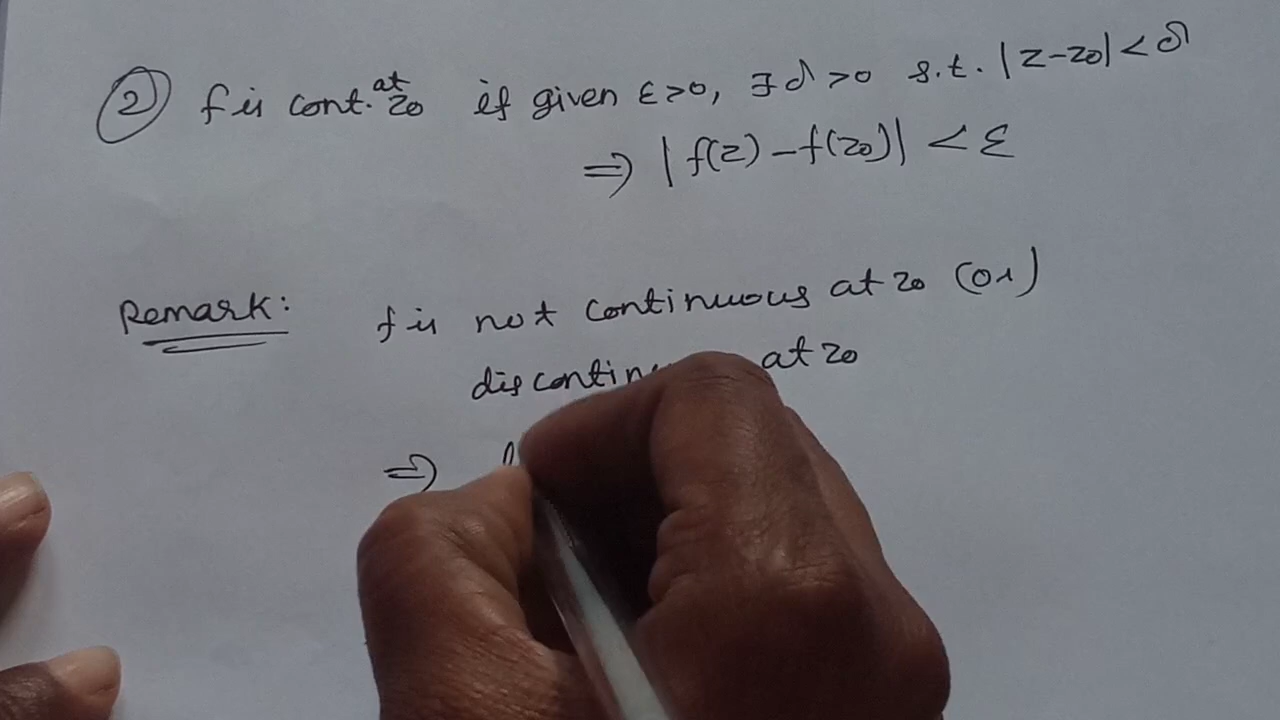 ② f is cont. at z₀ if given ε>0, ∃ δ>0 s.t. |z-z₀|<δ
⇒ |f(z)-f(z₀)| < ε
Remark: f is not continuous at z₀ (or)
at z₀
⇒